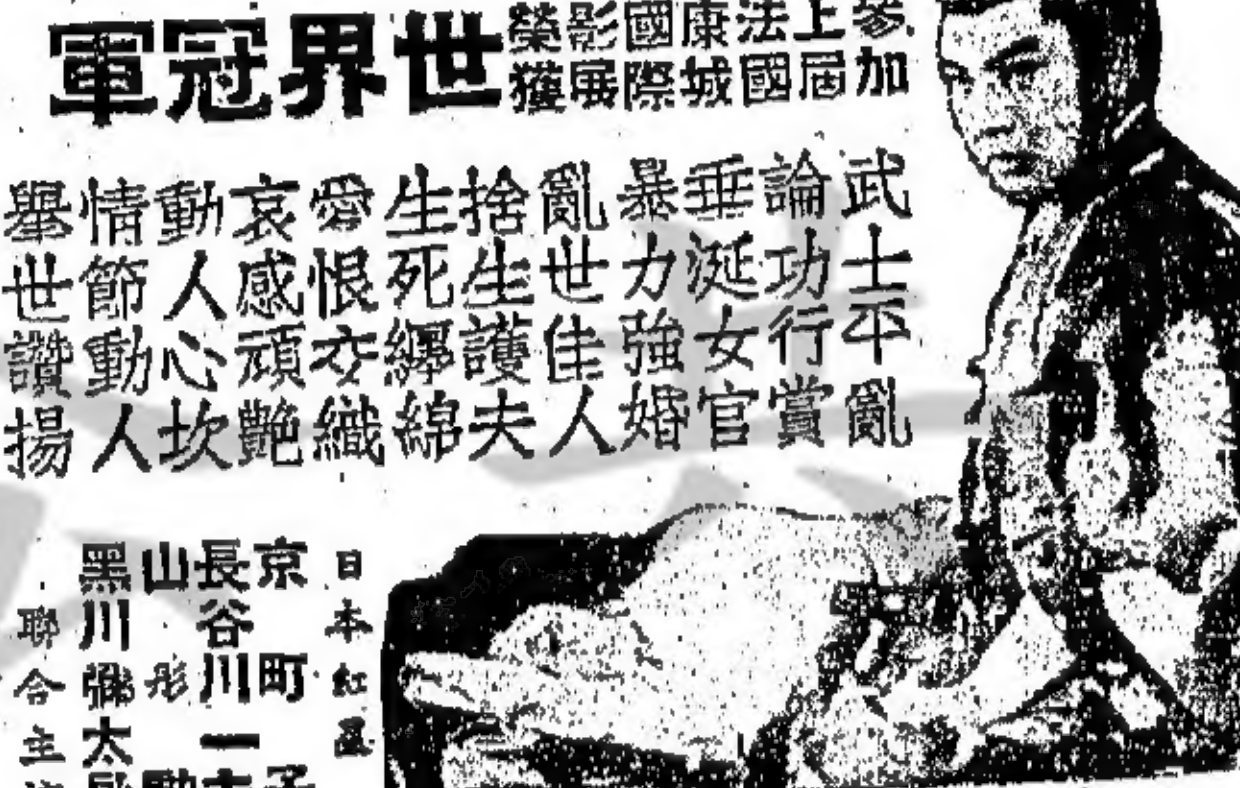 參加上屆法國康城國際影展榮獲
世界冠軍
武士平亂
論功行賞
垂涎女官
暴力強婚
亂世佳人
捨生護夫
生死纏綿
愛恨交織
哀感頑艷
動人心坎
情節動人
舉世讚揚
日本紅星
京町子
長谷川一夫
山形勲
黑川彌太郎
聯合主演